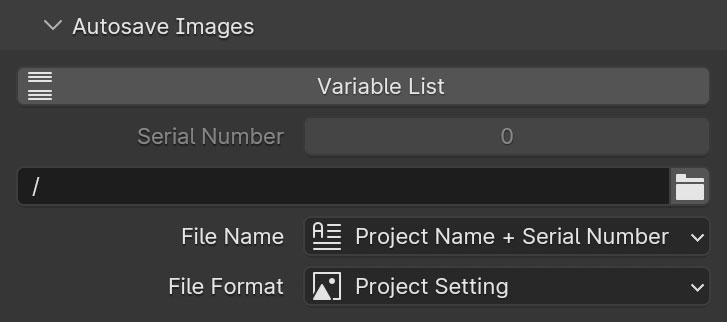 Autosave Images
Variable List
Serial Number 0
/
File Name Project Name + Serial Number
File Format Project Setting